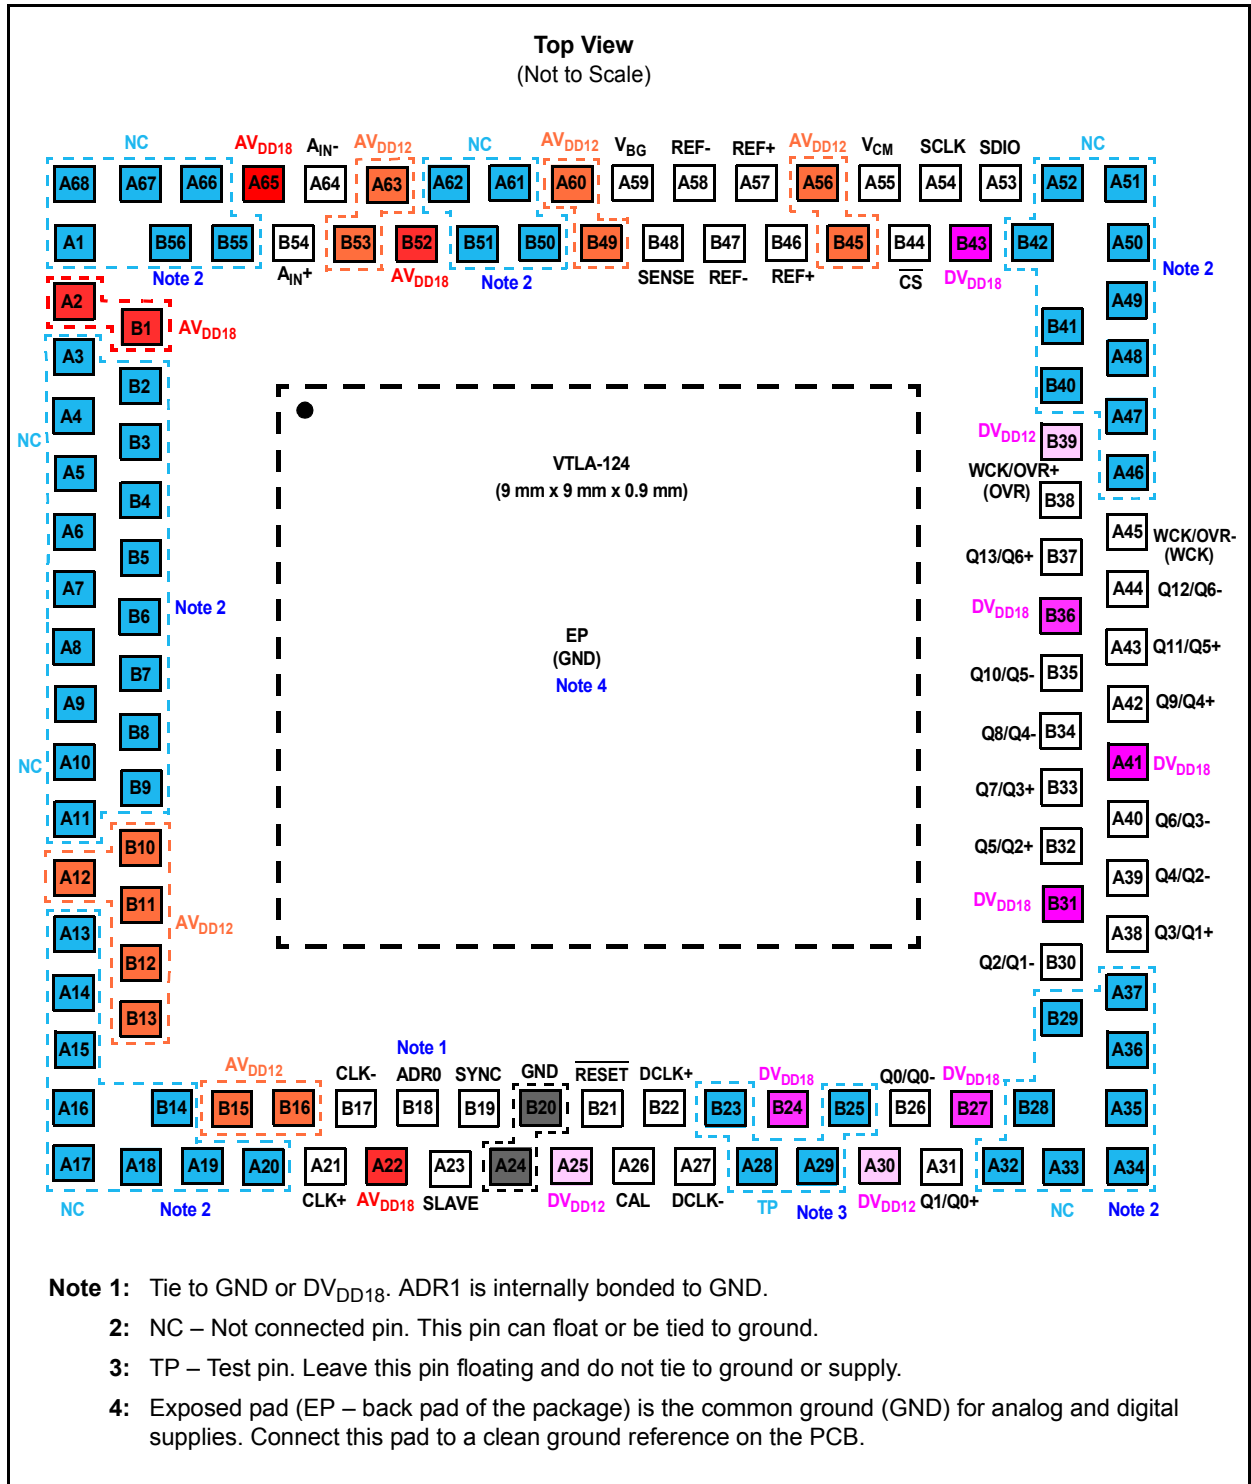 Top View
(Not to Scale)
NC AVDD18 AIN- AVDD12 NC AVDD12 VBG REF- REF+ AVDD12 VCM SCLK SDIO NC
A68 A67 A66 A65 A64 A63 A62 A61 A60 A59 A58 A57 A56 A55 A54 A53 A52 A51
A1 B56 B55 B54 B53 B52 B51 B50 B49 B48 B47 B46 B45 B44 B43 B42 A50
Note 2 AIN+ AVDD18 Note 2 SENSE REF- REF+ CS DVDD18 Note 2
A2 B1 AVDD18 B41 A49
A3 B2 B40 A48
A4 NC B3 DVDD12 B39 A47
A5 B4 VTLA-124 WCK/OVR+ A46
(9 mm x 9 mm x 0.9 mm) (OVR) B38
A6 B5 Q13/Q6+ B37 A45 WCK/OVR-
(WCK)
A7 B6 Note 2 DVDD18 B36 A44 Q12/Q6-
A8 B7 EP B35 A43 Q11/Q5+
(GND) Q10/Q5-
A9 B8 Note 4 Q8/Q4- B34 A42 Q9/Q4+
NC A10 B9 Q7/Q3+ B33 A41 DVDD18
A11 B10 Q5/Q2+ B32 A40 Q6/Q3-
A12 B11 AVDD12 DVDD18 B31 A39 Q4/Q2-
A13 B12 Q2/Q1- B30 A38 Q3/Q1+
A14 B13 B29 A37
A15 A36
AVDD12 CLK- Note 1 ADR0 SYNC GND RESET DCLK+ DVDD18 Q0/Q0- DVDD18
A16 B14 B15 B16 B17 B18 B19 B20 B21 B22 B23 B24 B25 B26 B27 B28 A35
A17 A18 A19 A20 A21 A22 A23 A24 A25 A26 A27 A28 A29 A30 A31 A32 A33 A34
NC Note 2 CLK+ AVDD18 SLAVE DVDD12 CAL DCLK- TP Note 3 DVDD12 Q1/Q0+ NC Note 2
Note 1: Tie to GND or DVDD18. ADR1 is internally bonded to GND.
2: NC – Not connected pin. This pin can float or be tied to ground.
3: TP – Test pin. Leave this pin floating and do not tie to ground or supply.
4: Exposed pad (EP – back pad of the package) is the common ground (GND) for analog and digital
supplies. Connect this pad to a clean ground reference on the PCB.